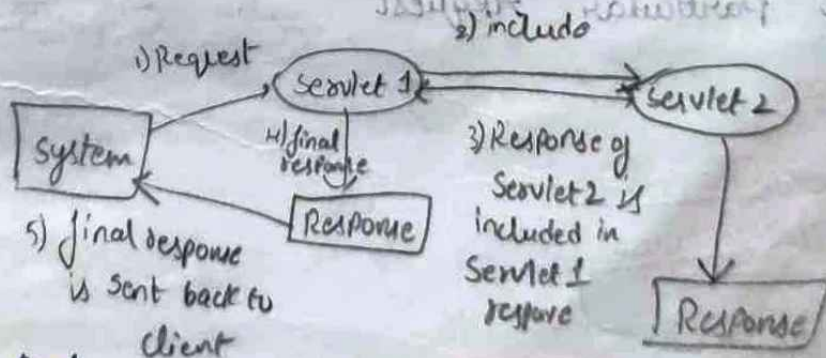 2) include
1) Request
Servlet 1
Servlet 2
System
4) final
response
3) Response of
Servlet 2 is
included in
Servlet 1
respore
Response
5) final response
is sent back to
client
Response